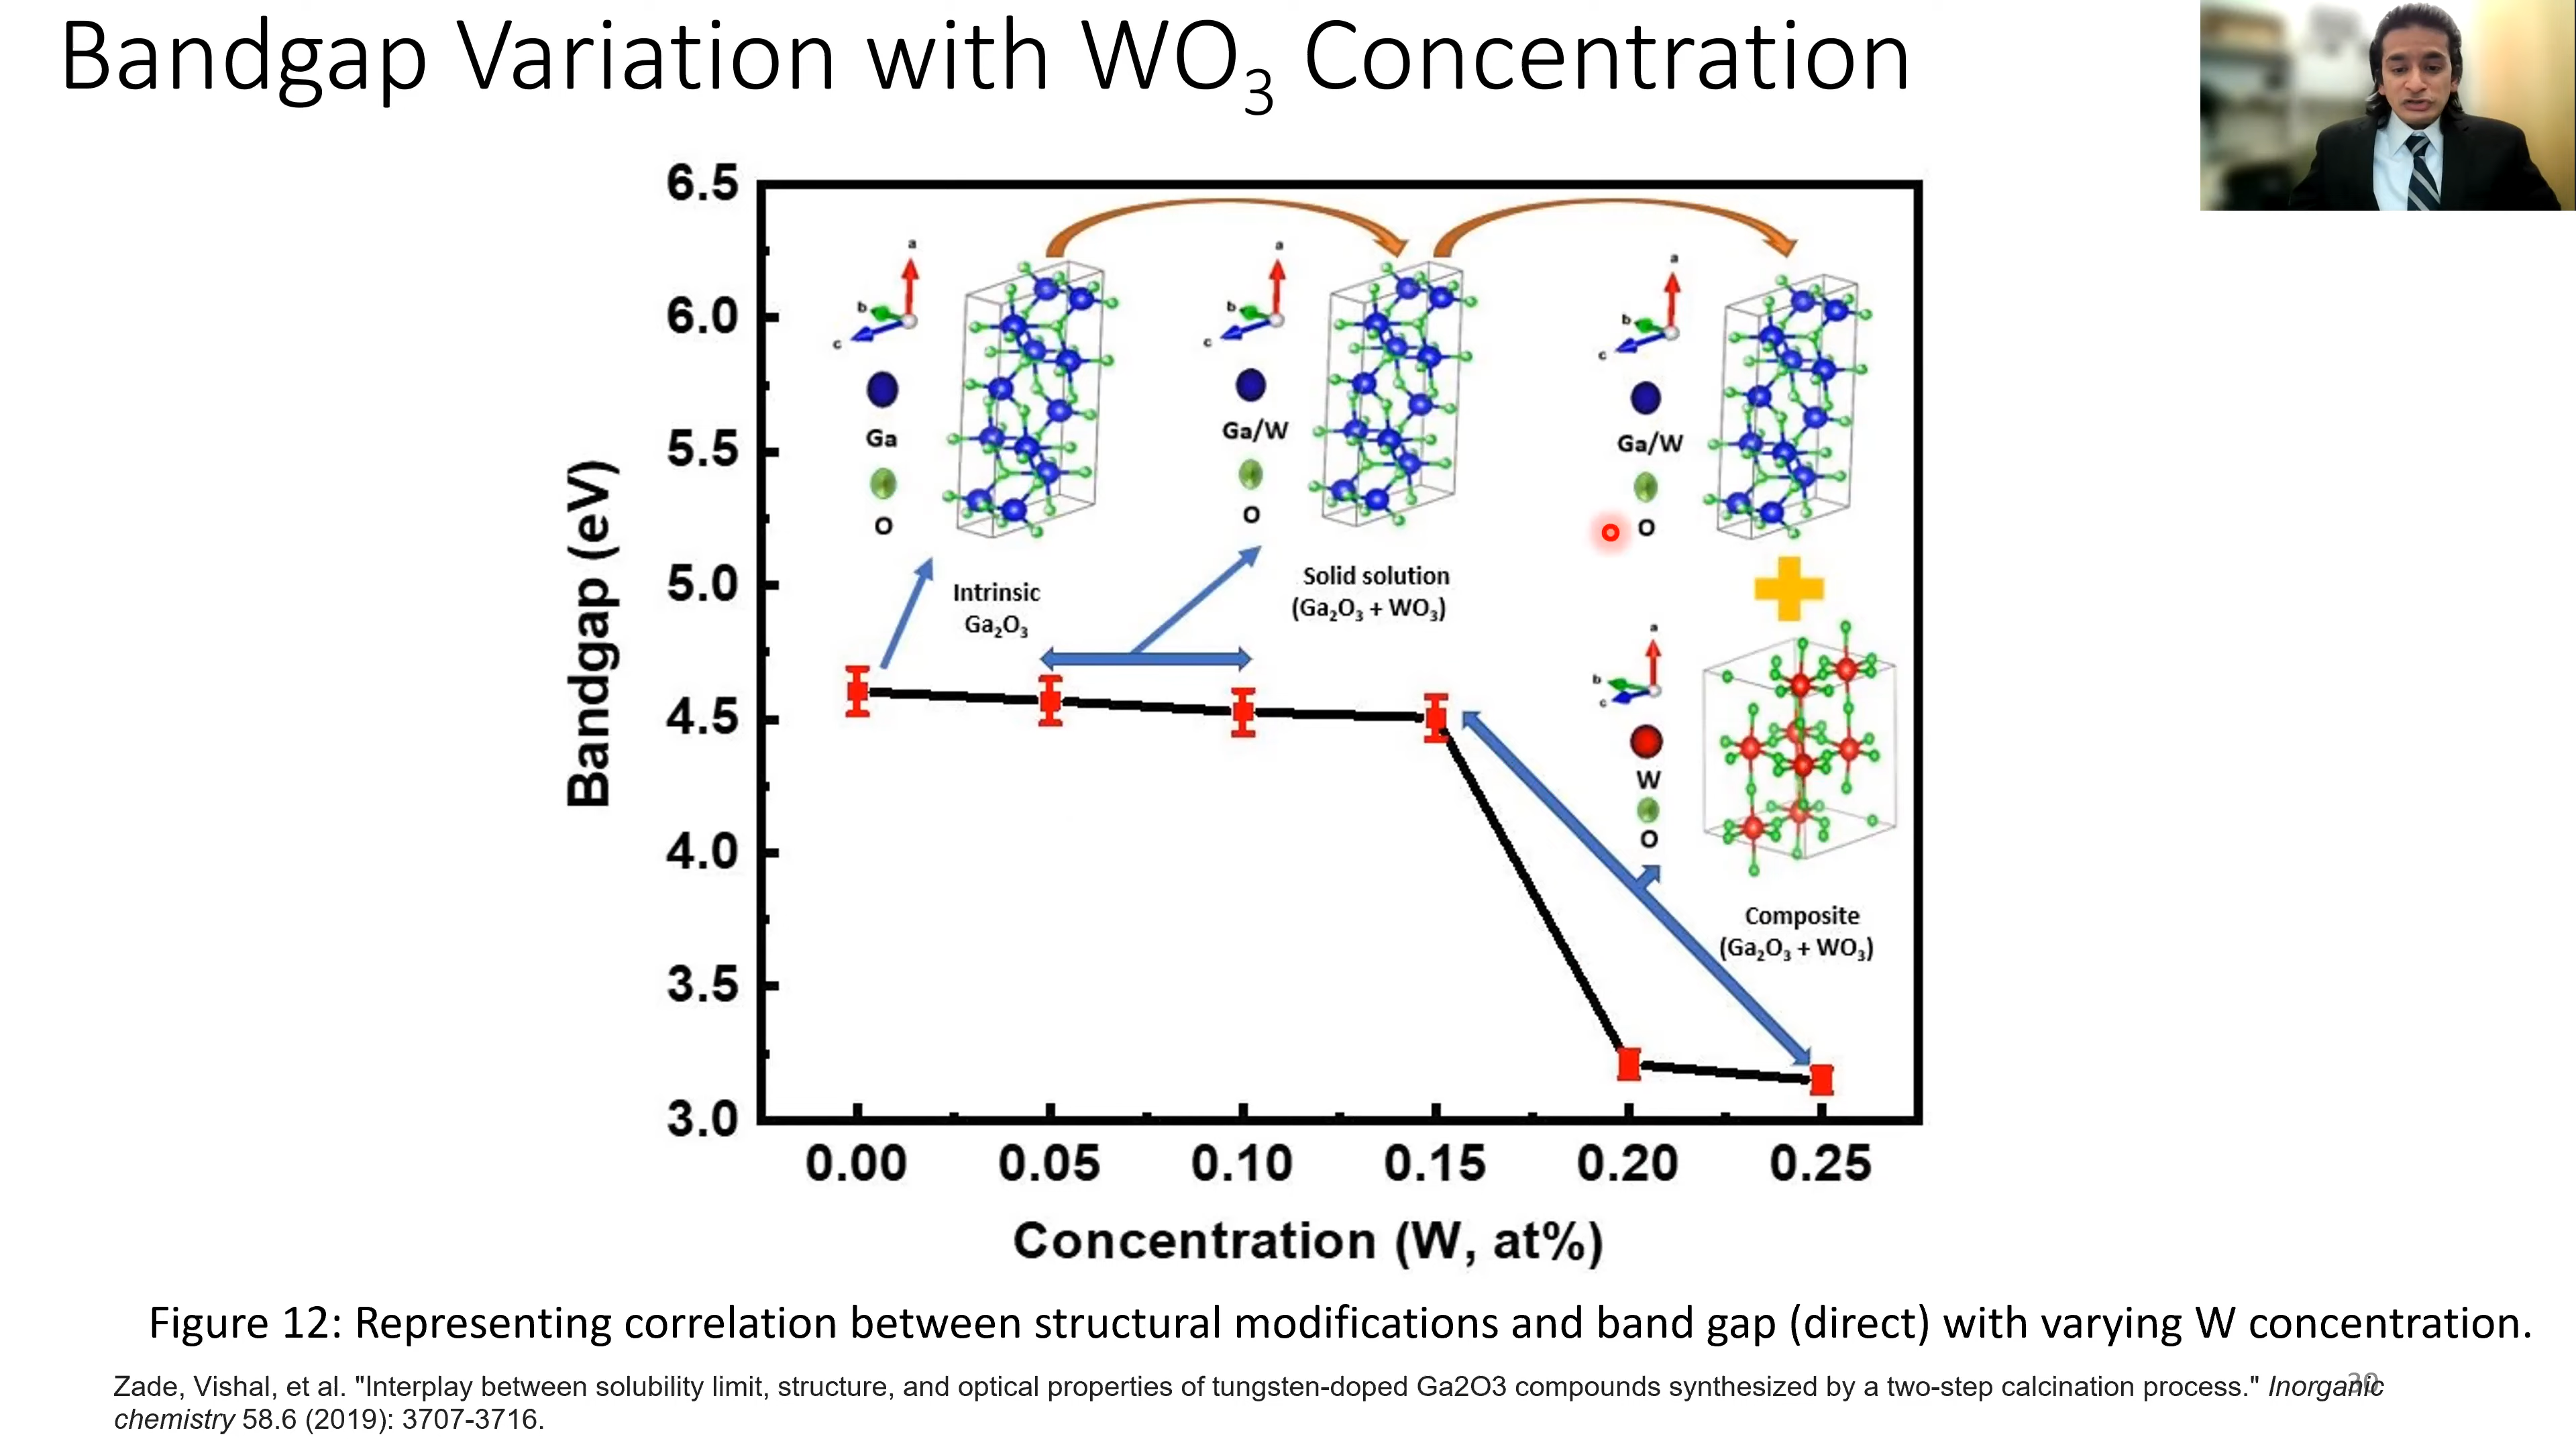 Bandgap Variation with WO₃ Concentration
6.5
6.0
5.5
5.0
4.5
4.0
3.5
3.0
Bandgap (eV)
a
b
c
Ga
O
Intrinsic
Ga₂O₃
a
b
c
Ga/W
O
Solid solution
(Ga₂O₃ + WO₃)
a
b
c
Ga/W
O
a
b
c
W
O
Composite
(Ga₂O₃ + WO₃)
0.00 0.05 0.10 0.15 0.20 0.25
Concentration (W, at%)
Figure 12: Representing correlation between structural modifications and band gap (direct) with varying W concentration.
Zade, Vishal, et al. "Interplay between solubility limit, structure, and optical properties of tungsten-doped Ga2O3 compounds synthesized by a two-step calcination process." Inorganic
chemistry 58.6 (2019): 3707-3716.
30